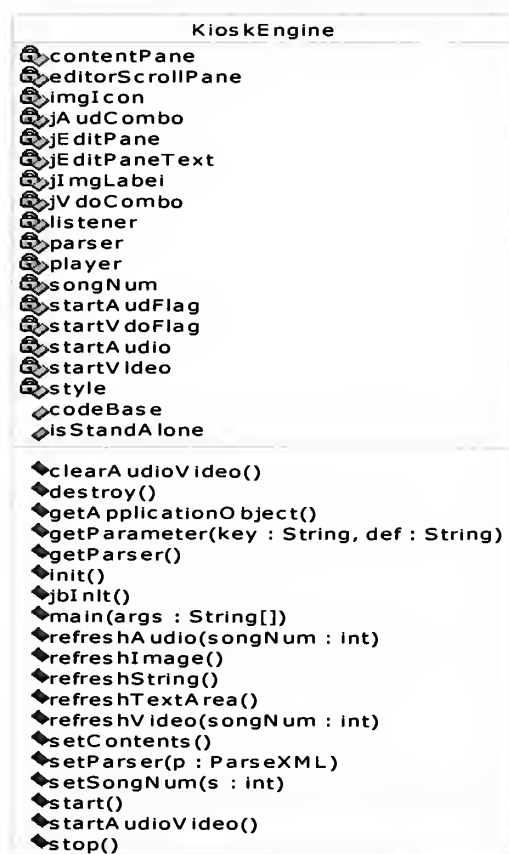 KioskEngine
contentPane
editorScrollPane
imgIcon
jAudCombo
jEditPane
jEditPaneText
jImgLabel
jVdoCombo
listener
parser
player
songNum
startAudFlag
startVdoFlag
startAudio
startVideo
style
codeBase
isStandAlone
clearAudioVideo()
destroy()
getApplicationObject()
getParameter(key : String, def : String)
getParser()
init()
jbInit()
main(args : String[])
refreshAudio(songNum : int)
refreshImage()
refreshString()
refreshTextArea()
refreshVideo(songNum : int)
setContents()
setParser(p : ParseXML)
setSongNum(s : int)
start()
startAudioVideo()
stop()